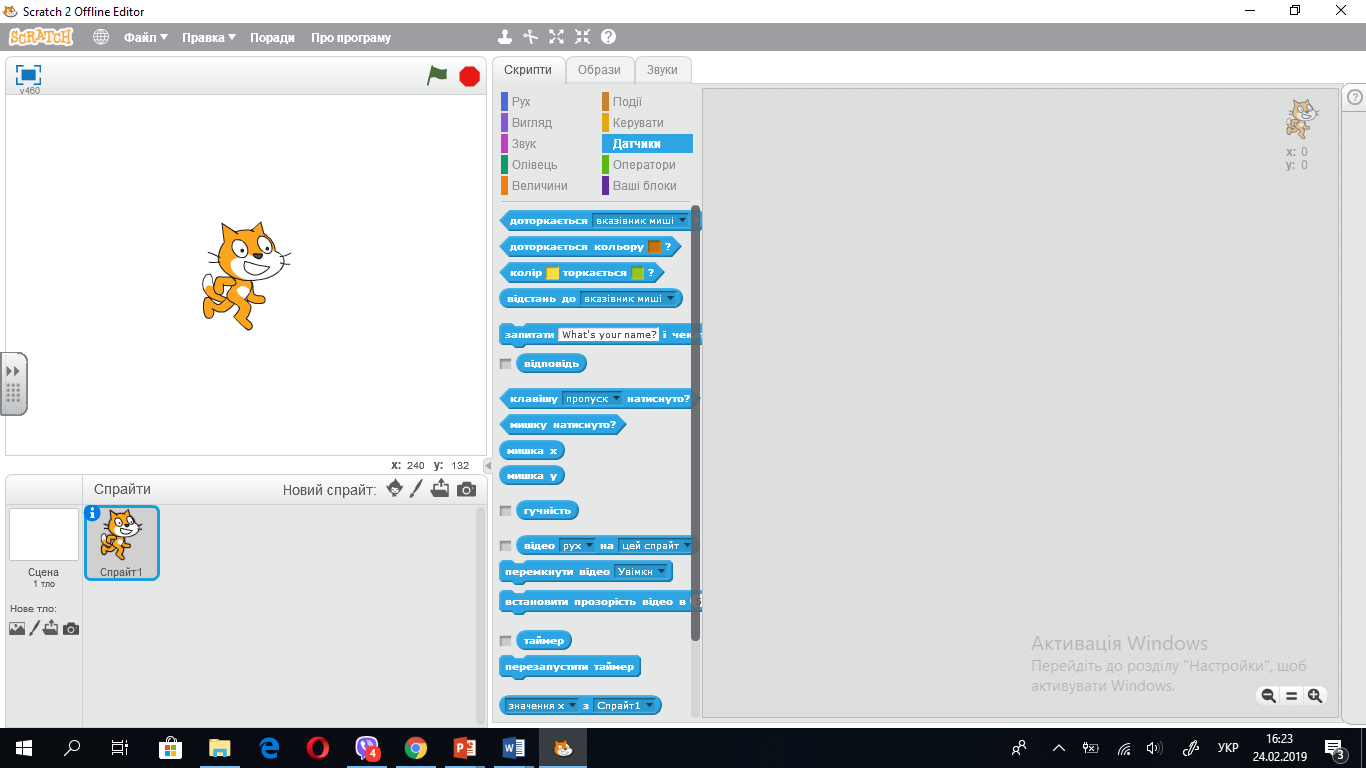 Scratch 2 Offline Editor
SCRATCH
Файл Правка Поради Про програму
v460
Скрипти Образи Звуки
Рух Події
Вигляд Керувати
Звук Датчики
Олівець Оператори
Величини Ваші блоки
x: 0
y: 0
доторкається вказівник миші
доторкається кольору ?
колір торкається ?
відстань до вказівник миші
запитати What's your name? і чек
відповідь
клавішу пропуск натиснуто?
мишку натиснуто?
мишка x
мишка y
гучність
відео рух на цей спрайт
перемкнути відео Увімкн
встановити прозорість відео в
таймер
перезапустити таймер
значення x з Спрайт1
x: 240 y: 132
Спрайти Новий спрайт:
Сцена
1 тло
Спрайт1
Нове тло:
Активація Windows
Перейдіть до розділу "Настройки", щоб
активувати Windows.
4
УКР
16:23
24.02.2019
3